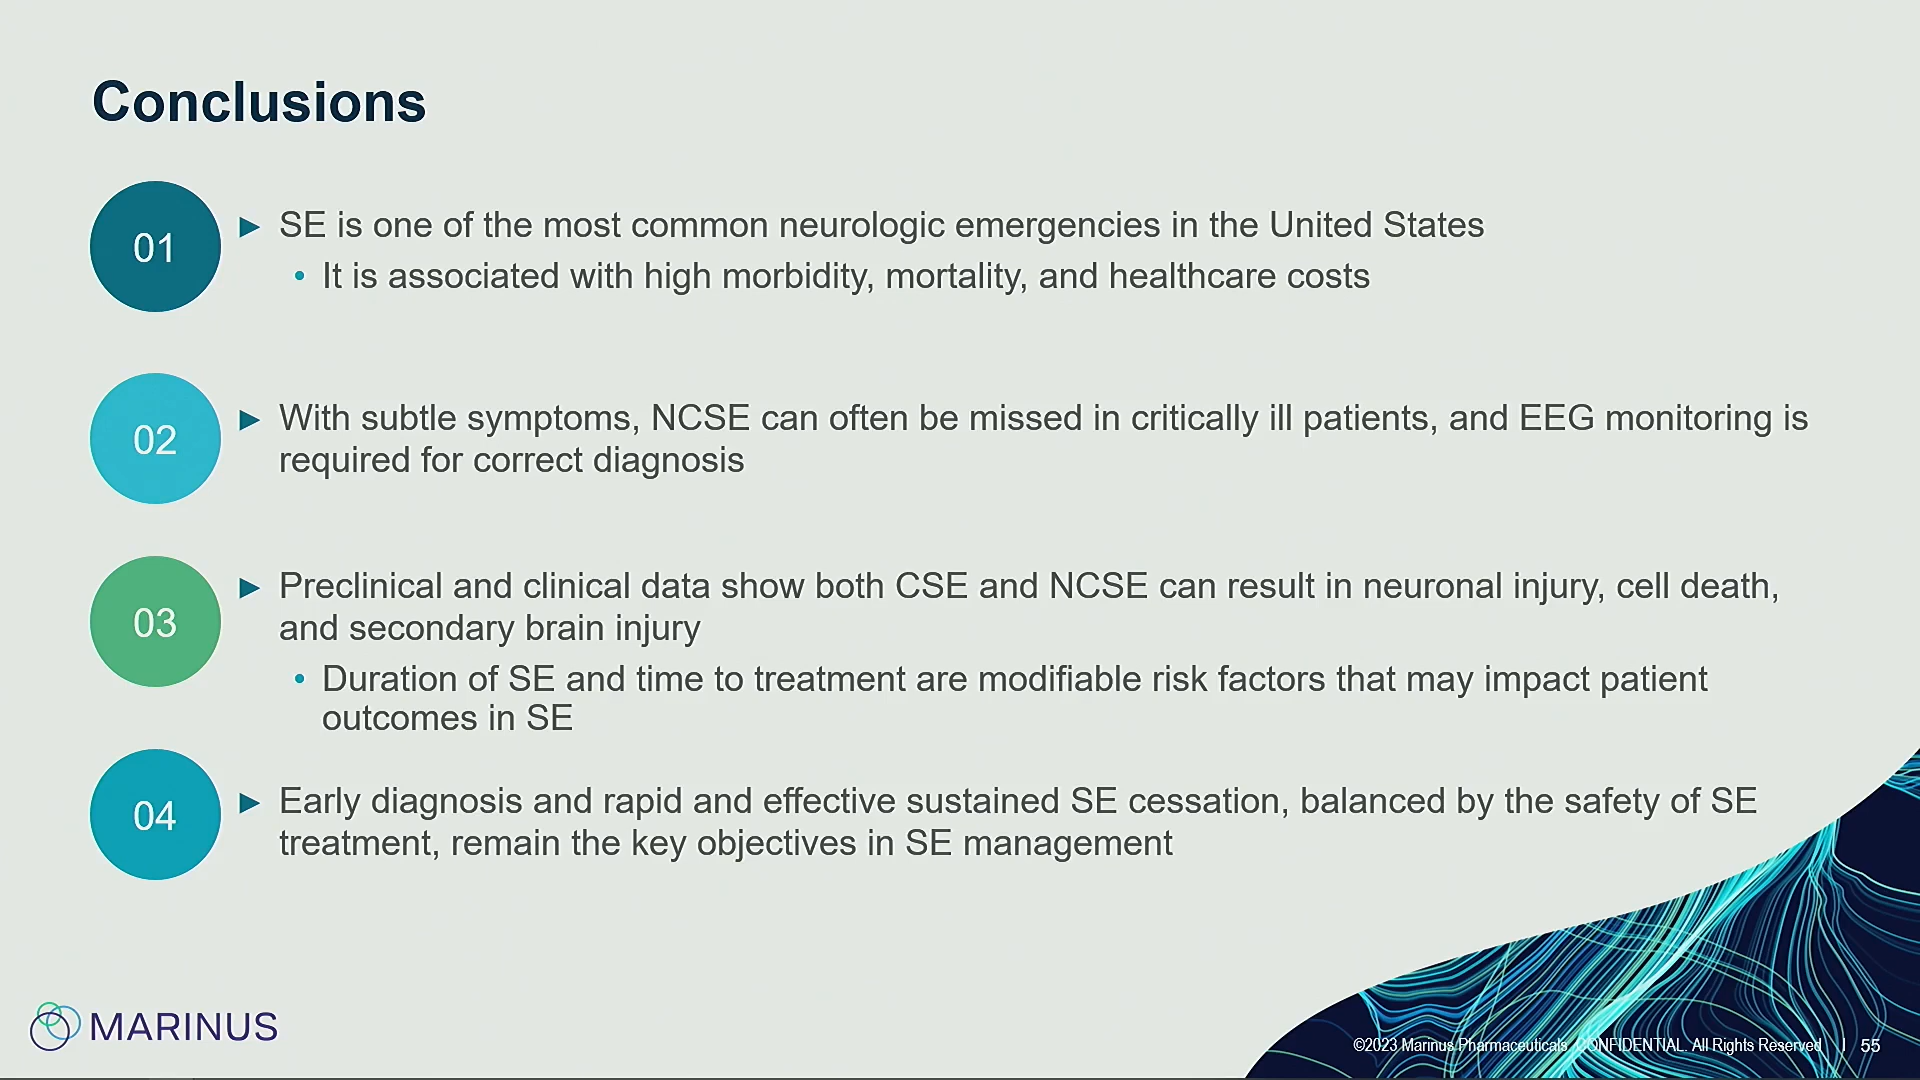 Conclusions
01
► SE is one of the most common neurologic emergencies in the United States
• It is associated with high morbidity, mortality, and healthcare costs
02
► With subtle symptoms, NCSE can often be missed in critically ill patients, and EEG monitoring is
required for correct diagnosis
03
► Preclinical and clinical data show both CSE and NCSE can result in neuronal injury, cell death,
and secondary brain injury
• Duration of SE and time to treatment are modifiable risk factors that may impact patient
outcomes in SE
04
► Early diagnosis and rapid and effective sustained SE cessation, balanced by the safety of SE
treatment, remain the key objectives in SE management
MARINUS
©2023 Marinus Pharmaceuticals. CONFIDENTIAL. All Rights Reserved | 55